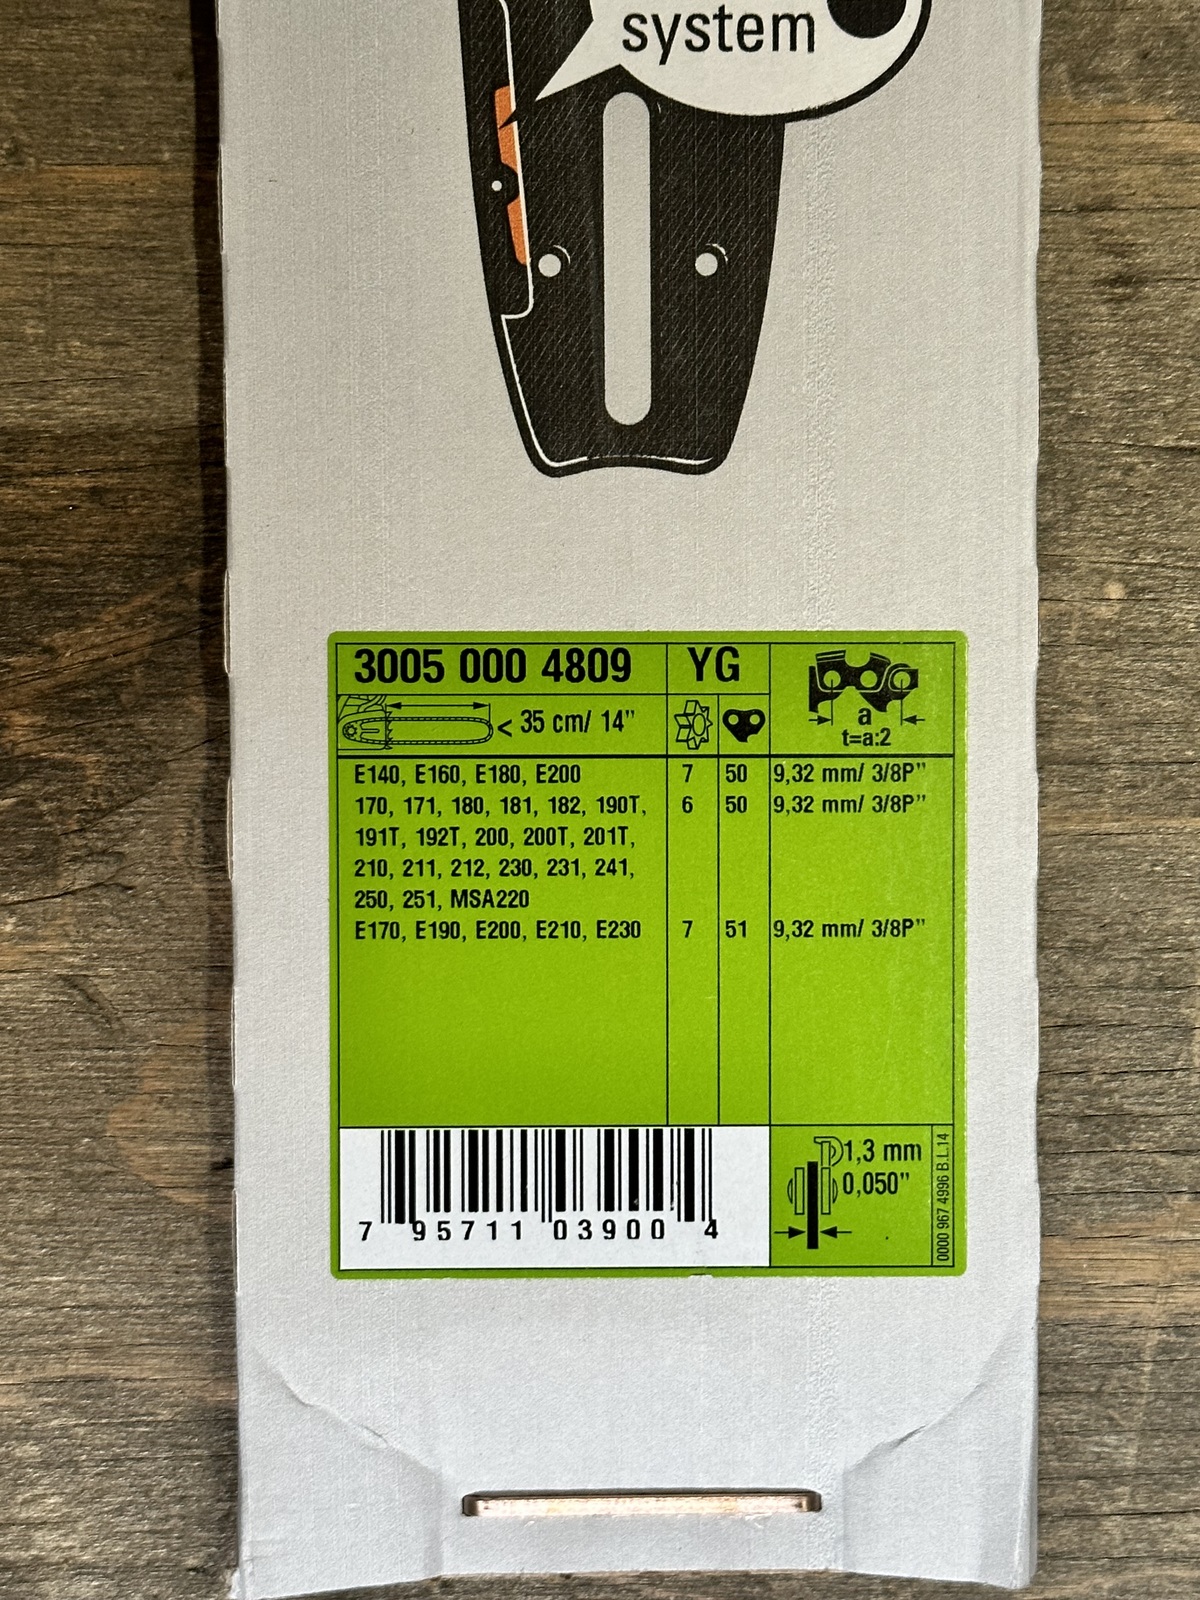 system
3005 000 4809 YG
< 35 cm/ 14"
a
t=a:2
E140, E160, E180, E200 7 50 9,32 mm/ 3/8P"
170, 171, 180, 181, 182, 190T, 6 50 9,32 mm/ 3/8P"
191T, 192T, 200, 200T, 201T,
210, 211, 212, 230, 231, 241,
250, 251, MSA220
E170, E190, E200, E210, E230 7 51 9,32 mm/ 3/8P"
1,3 mm
0,050"
0000 967 4996 B.L.14
7 95711 03900 4